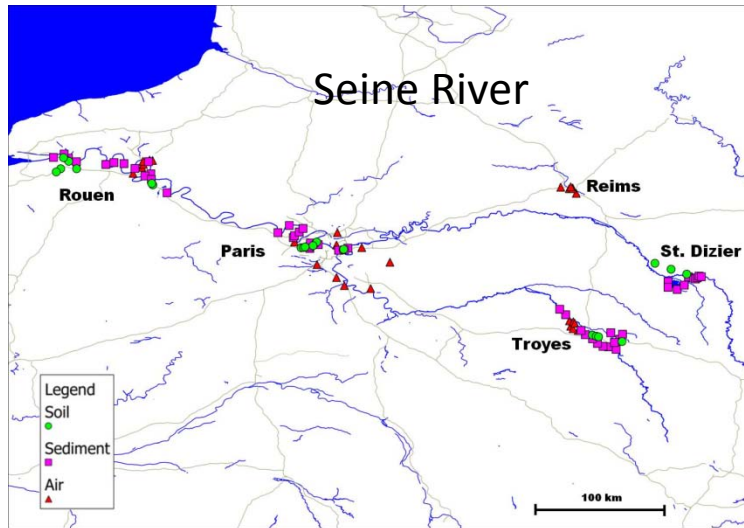 Seine River
Reims
Rouen
Paris
St. Dizier
Troyes
Legend
Soil
Sediment
Air
100 km